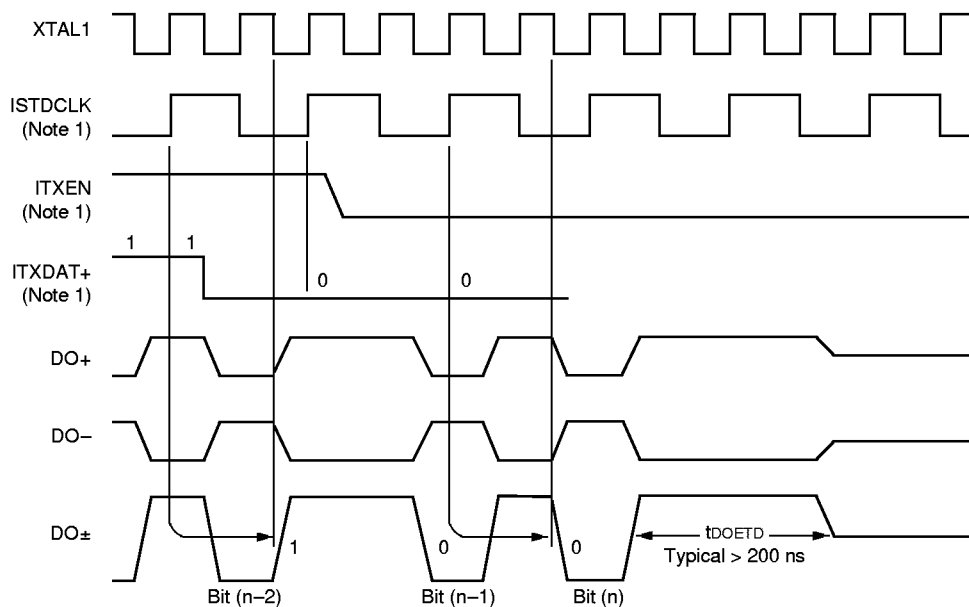 XTAL1
ISTDCLK
(Note 1)
ITXEN
(Note 1)
1 1
ITXDAT+
(Note 1)
0 0
DO+
DO–
DO±
tDOETD
1 0 0
Typical > 200 ns
Bit (n–2) Bit (n–1) Bit (n)